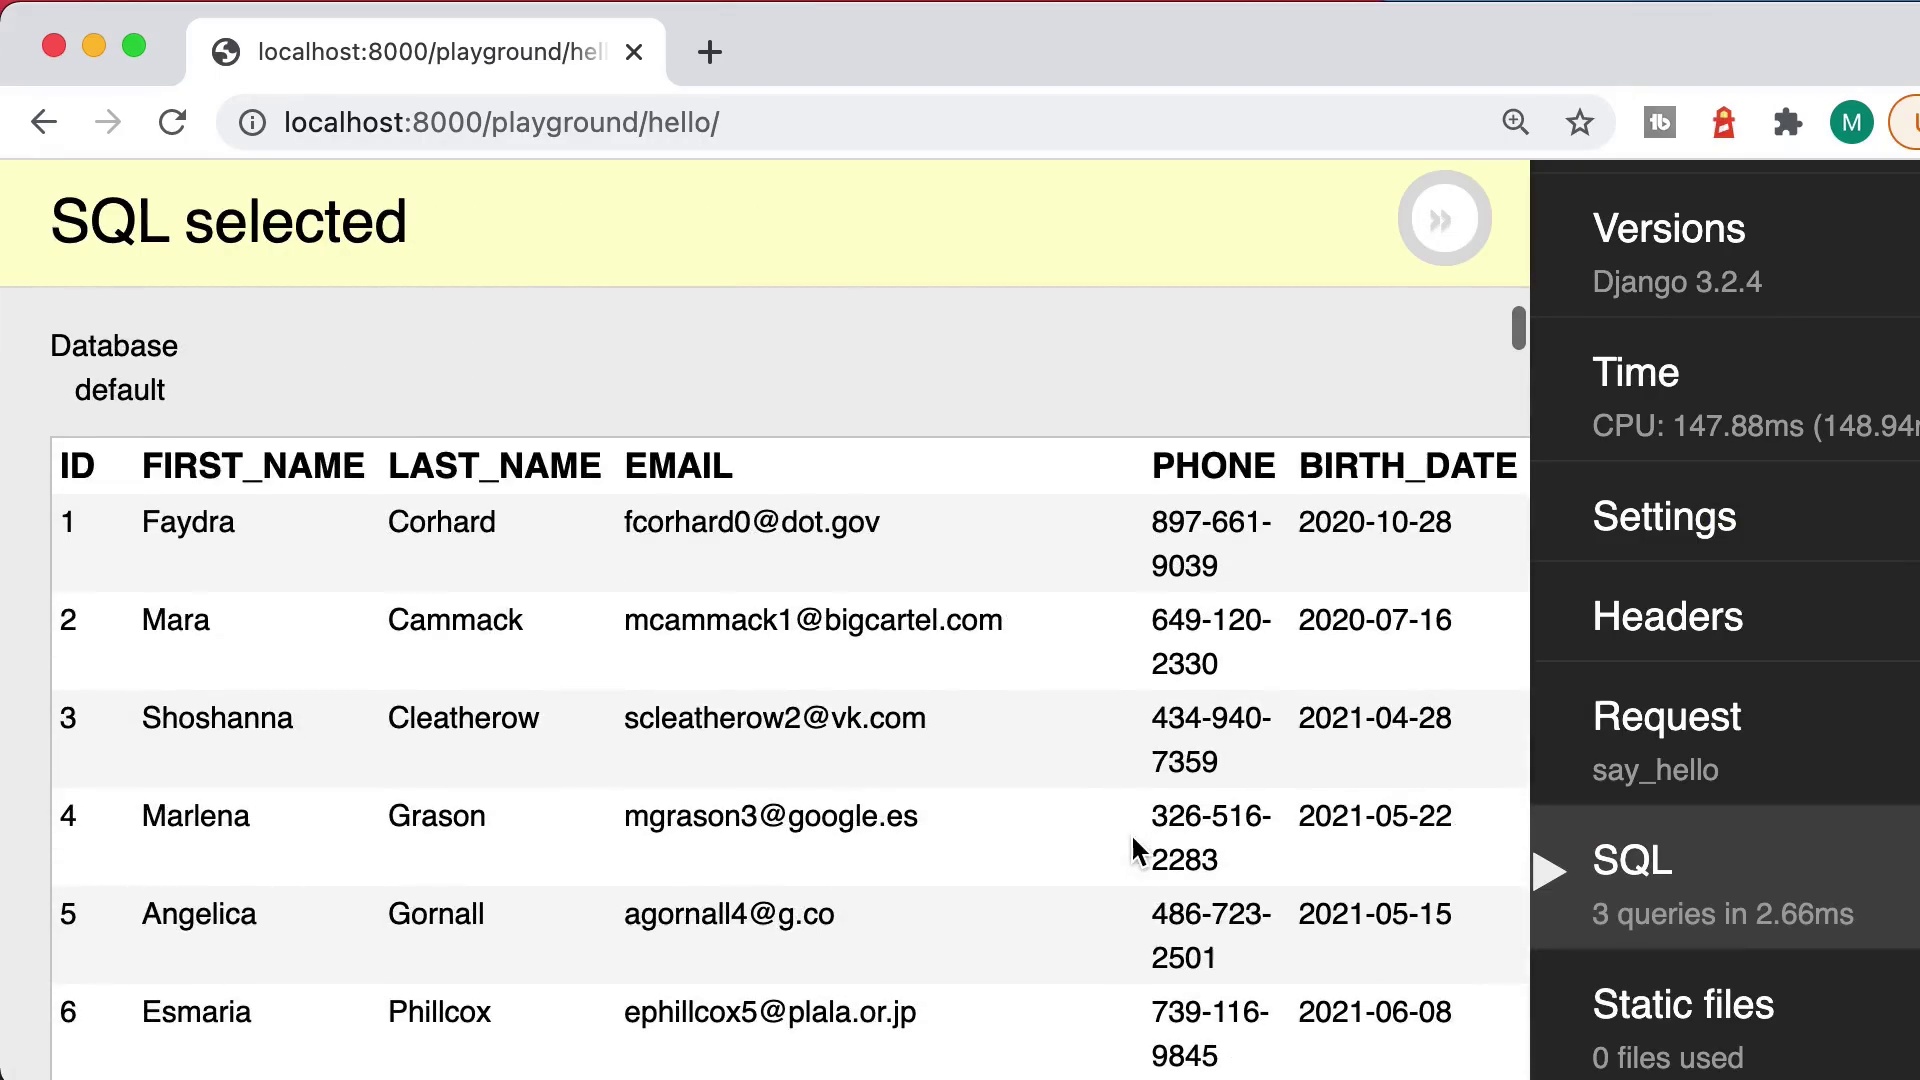 localhost:8000/playground/hell
localhost:8000/playground/hello/
M
SQL selected
»
Database
default
ID FIRST_NAME LAST_NAME EMAIL PHONE BIRTH_DATE
1 Faydra Corhard fcorhard0@dot.gov 897-661-9039 2020-10-28
2 Mara Cammack mcammack1@bigcartel.com 649-120-2330 2020-07-16
3 Shoshanna Cleatherow scleatherow2@vk.com 434-940-7359 2021-04-28
4 Marlena Grason mgrason3@google.es 326-516-2283 2021-05-22
5 Angelica Gornall agornall4@g.co 486-723-2501 2021-05-15
6 Esmaria Phillcox ephillcox5@plala.or.jp 739-116-9845 2021-06-08
Versions
Django 3.2.4
Time
CPU: 147.88ms (148.94
Settings
Headers
Request
say_hello
SQL
3 queries in 2.66ms
Static files
0 files used